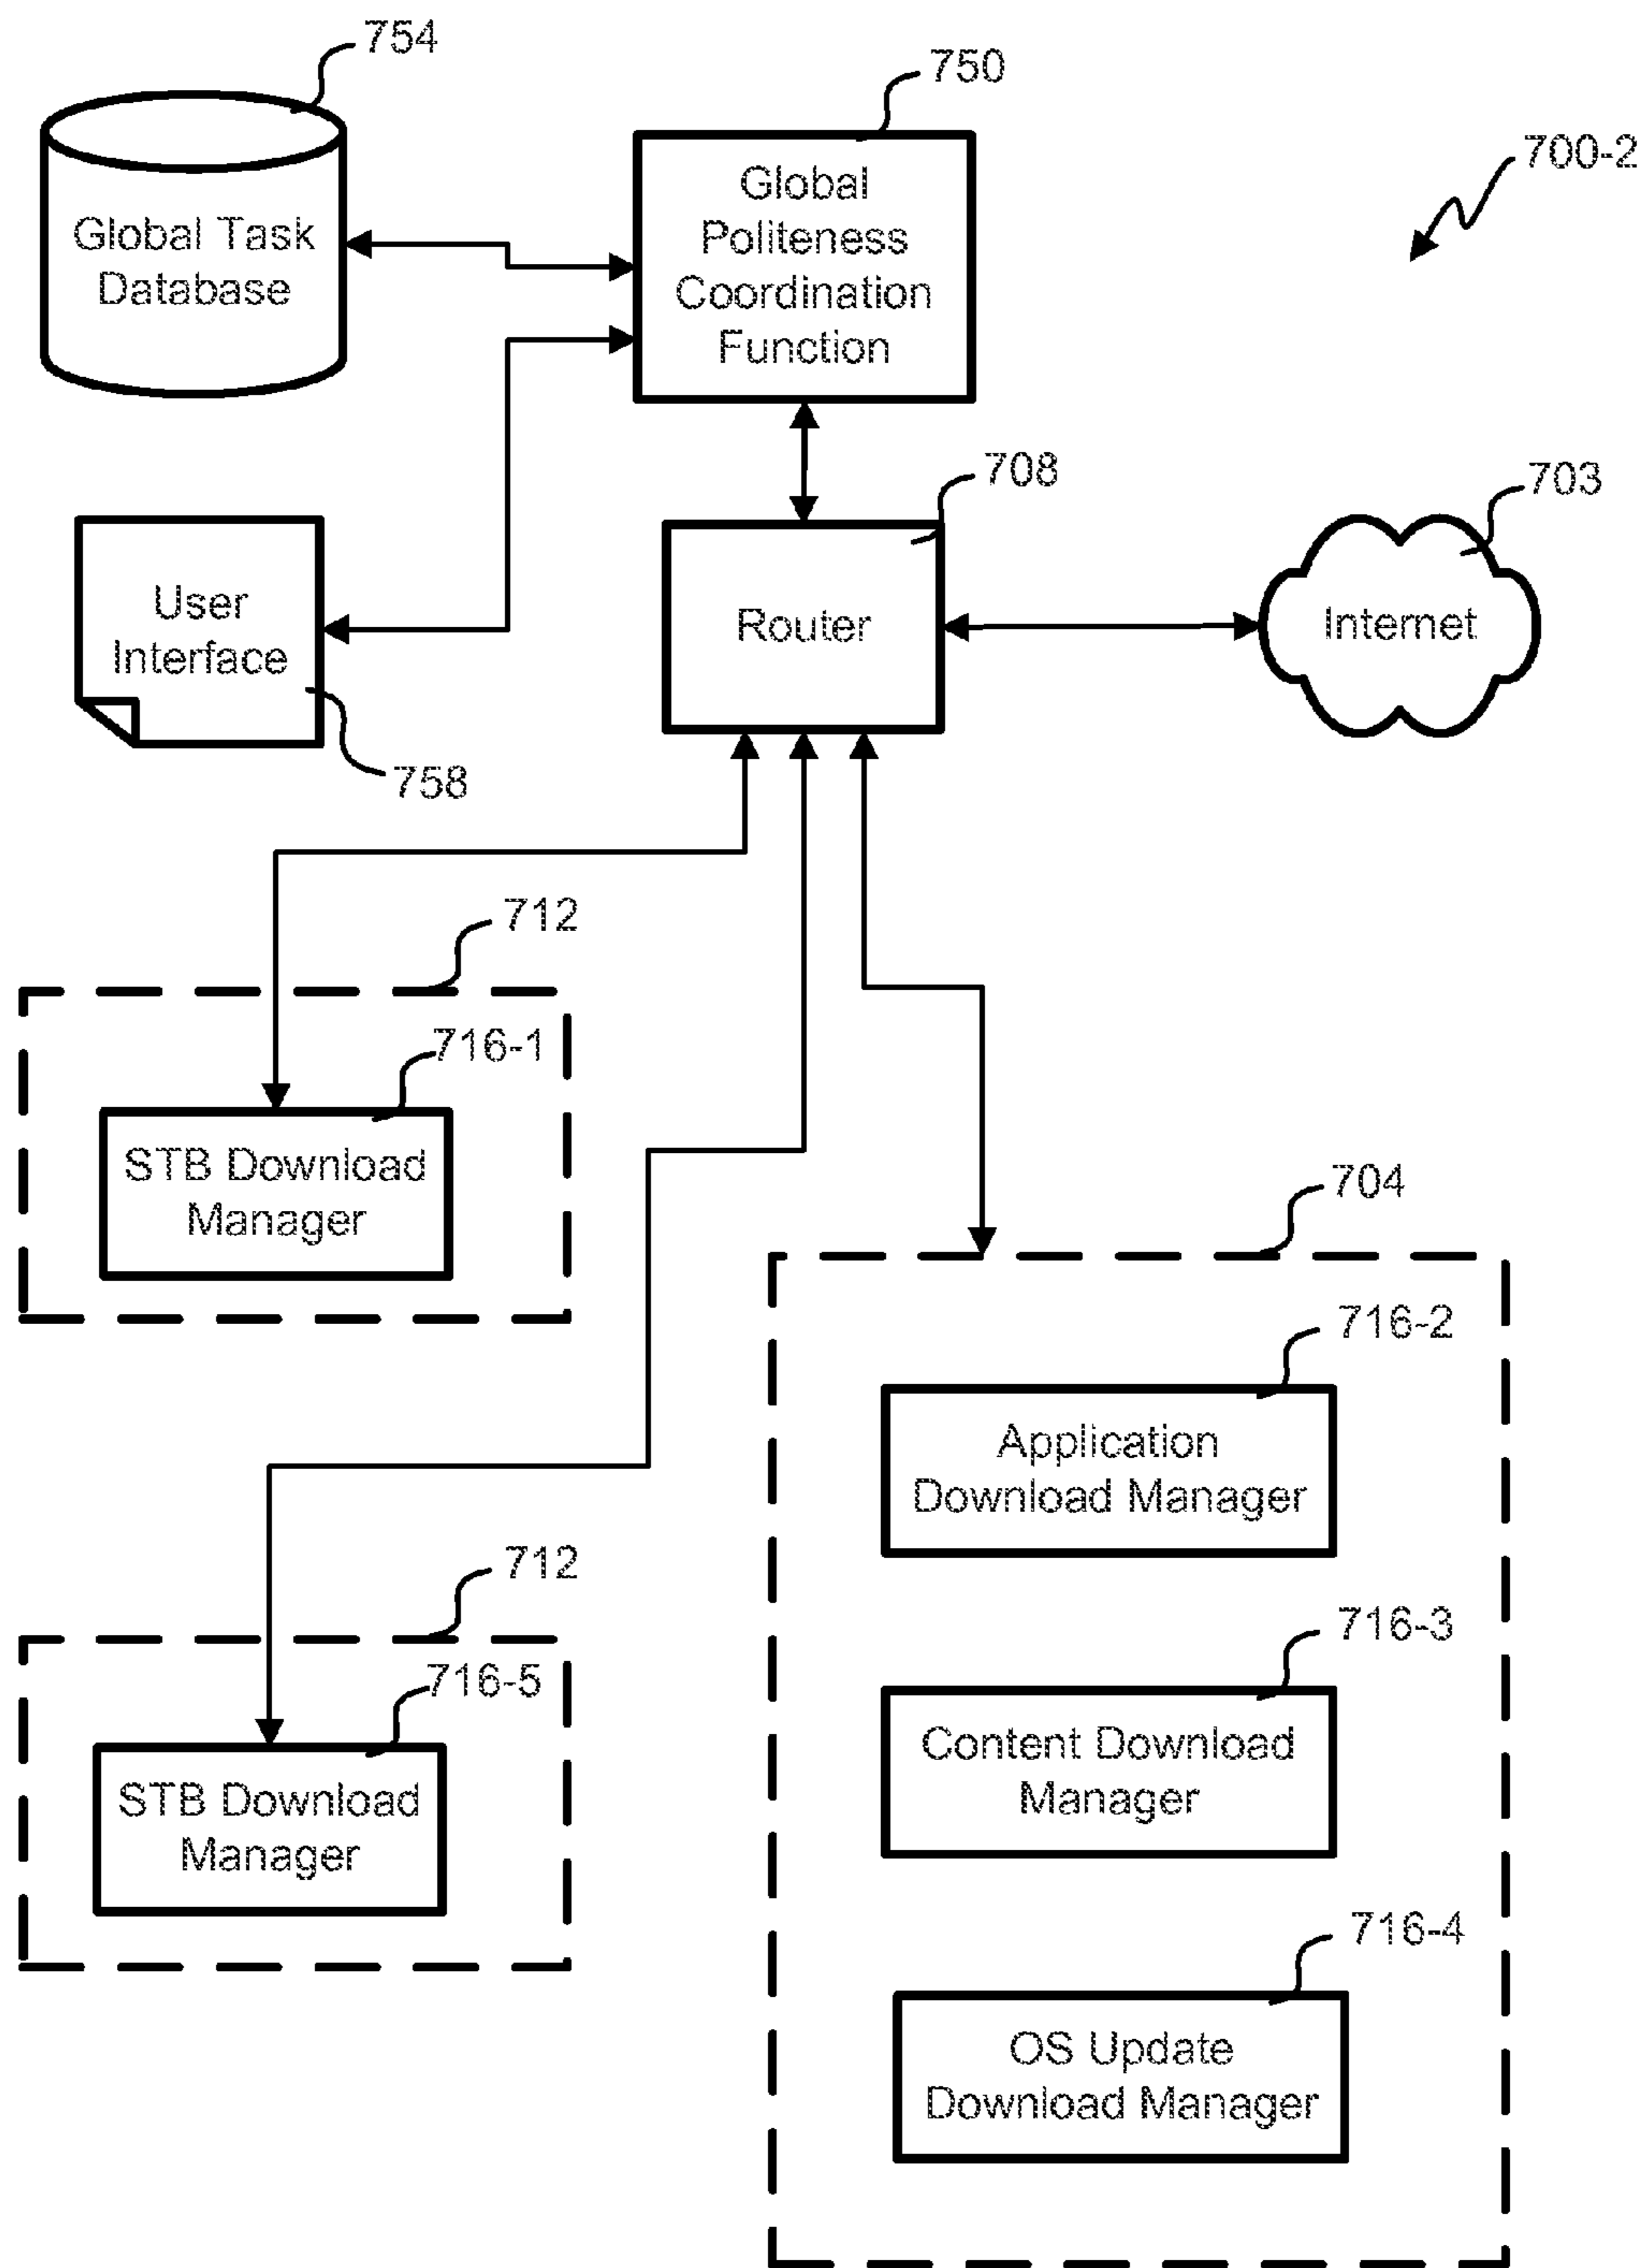 754
750
700-2
Global Task
Database
Global
Politeness
Coordination
Function
708
703
User
Interface
Router
Internet
758
712
716-1
STB Download
Manager
704
716-2
Application
Download Manager
712
716-3
716-5
Content Download
Manager
STB Download
Manager
716-4
OS Update
Download Manager